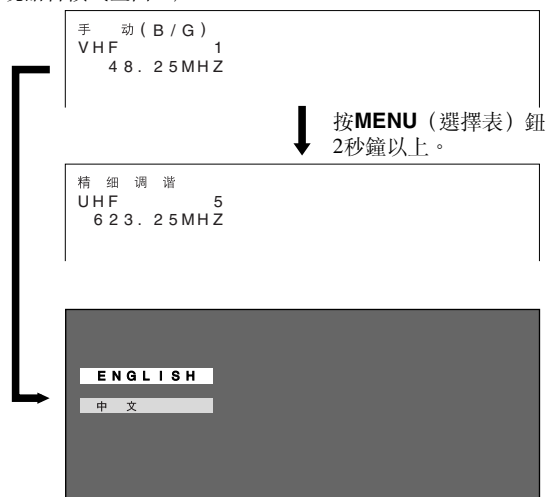 手 动(B/G)
VHF 1
48.25MHZ
按MENU（選擇表）鈕
2秒鐘以上。
精 细 调 谐
UHF 5
623.25MHZ
ENGLISH
中 文